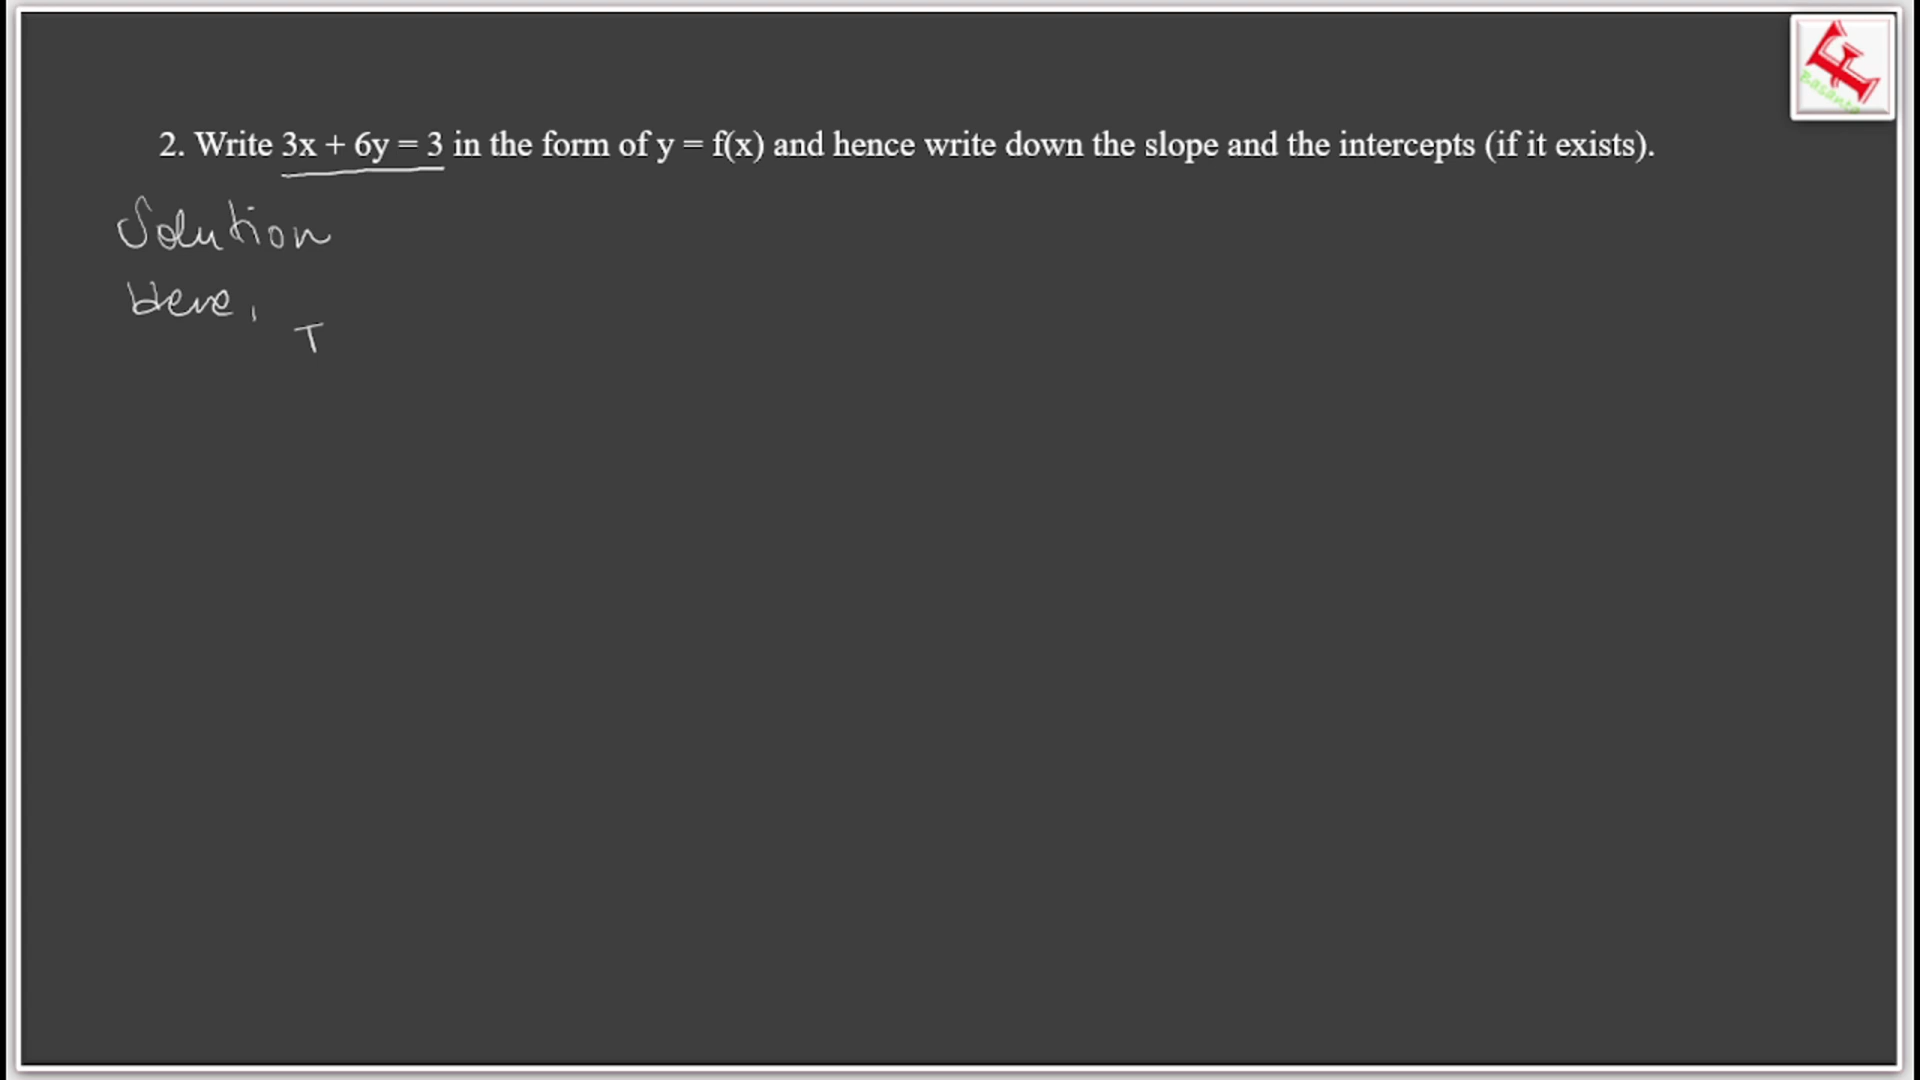 Basanta
2. Write 3x + 6y = 3 in the form of y = f(x) and hence write down the slope and the intercepts (if it exists).
Solution
Here,
T